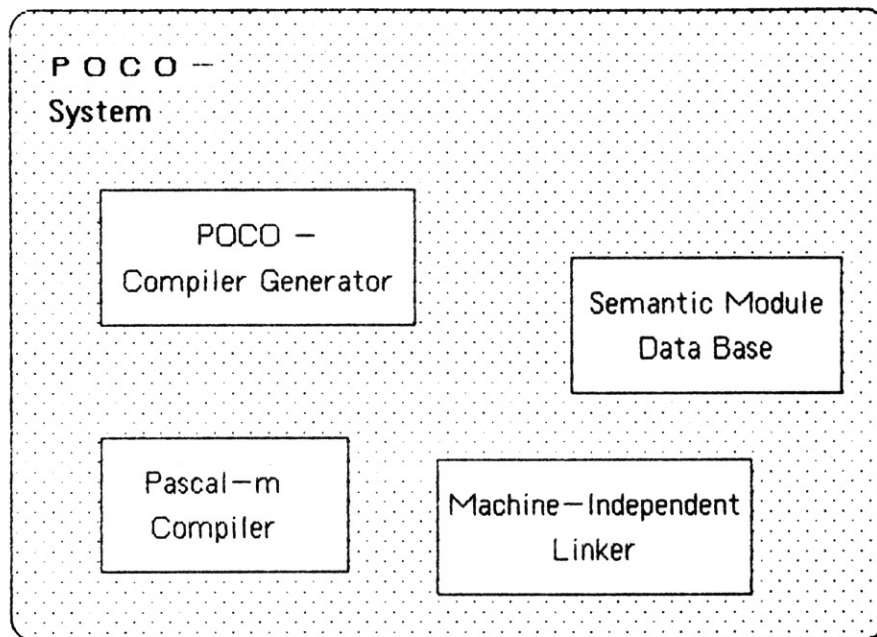 POCO-
System
POCO -
Compiler Generator
Semantic Module
Data Base
Pascal-m
Compiler
Machine-Independent
Linker